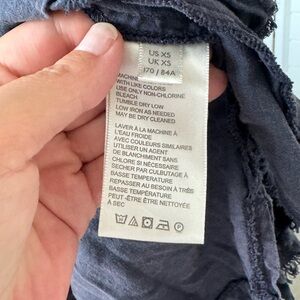 US XS
UK XS
170 / 84A
MACHINE
WITH LIKE COLORS
USE ONLY NON-CHLORINE
BLEACH
TUMBLE DRY LOW
LOW IRON AS NEEDED
MAY BE DRY CLEANED
LAVER À LA MACHINE À
L'EAU FROIDE
AVEC COULEURS SIMILAIRES
UTILISER UN AGENT
DE BLANCHIMENT SANS
CHLORE SI NÉCESSAIRE
SECHER PAR CULBUTAGE À
BASSE TEMPÉRATURE
REPASSER AU BESOIN À TRÈS
BASSE TEMPÉRATURE
PEUT -ÊTRE ÊTRE NETTOYÉE
À SEC
P